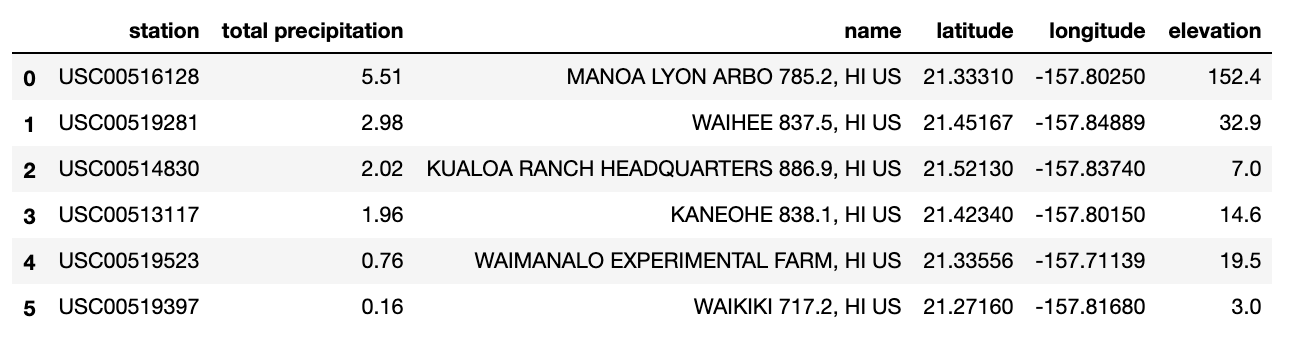 station total precipitation name latitude longitude elevation
0 USC00516128 5.51 MANOA LYON ARBO 785.2, HI US 21.33310 -157.80250 152.4
1 USC00519281 2.98 WAIHEE 837.5, HI US 21.45167 -157.84889 32.9
2 USC00514830 2.02 KUALOA RANCH HEADQUARTERS 886.9, HI US 21.52130 -157.83740 7.0
3 USC00513117 1.96 KANEOHE 838.1, HI US 21.42340 -157.80150 14.6
4 USC00519523 0.76 WAIMANALO EXPERIMENTAL FARM, HI US 21.33556 -157.71139 19.5
5 USC00519397 0.16 WAIKIKI 717.2, HI US 21.27160 -157.81680 3.0